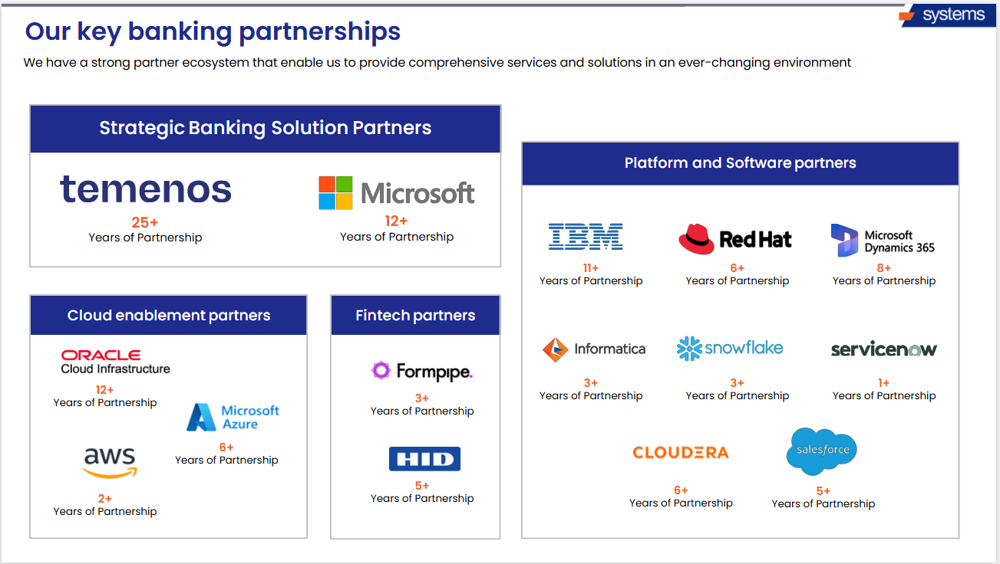 systems
Our key banking partnerships
We have a strong partner ecosystem that enable us to provide comprehensive services and solutions in an ever-changing environment
Strategic Banking Solution Partners
temenos
25+
Years of Partnership
Microsoft
12+
Years of Partnership
Cloud enablement partners
ORACLE
Cloud Infrastructure
12+
Years of Partnership
Microsoft
Azure
6+
Years of Partnership
aws
2+
Years of Partnership
Fintech partners
Formpipe.
3+
Years of Partnership
HID
5+
Years of Partnership
Platform and Software partners
IBM
11+
Years of Partnership
Red Hat
6+
Years of Partnership
Microsoft
Dynamics 365
8+
Years of Partnership
Informatica
3+
Years of Partnership
snowflake
3+
Years of Partnership
servicenow
1+
Years of Partnership
CLOUDERA
6+
Years of Partnership
salesforce
5+
Years of Partnership